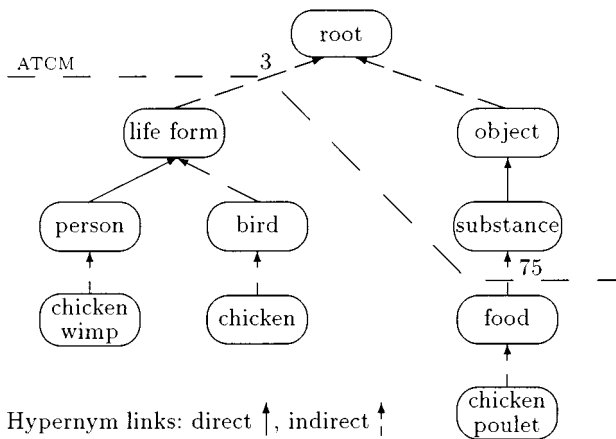 root
ATCM
3
life form
object
person
bird
substance
75
chicken
wimp
chicken
food
chicken
poulet
Hypernym links: direct , indirect